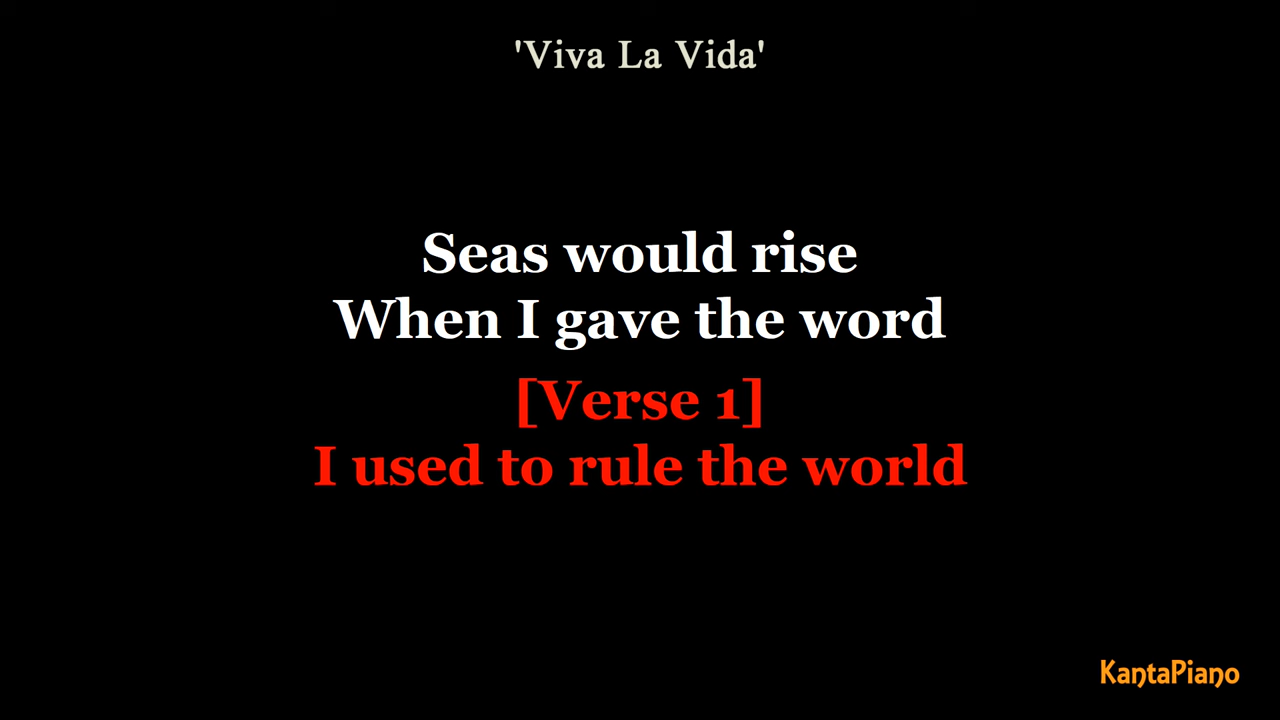 'Viva La Vida'
Seas would rise
When I gave the word
[Verse 1]
I used to rule the world
KantaPiano